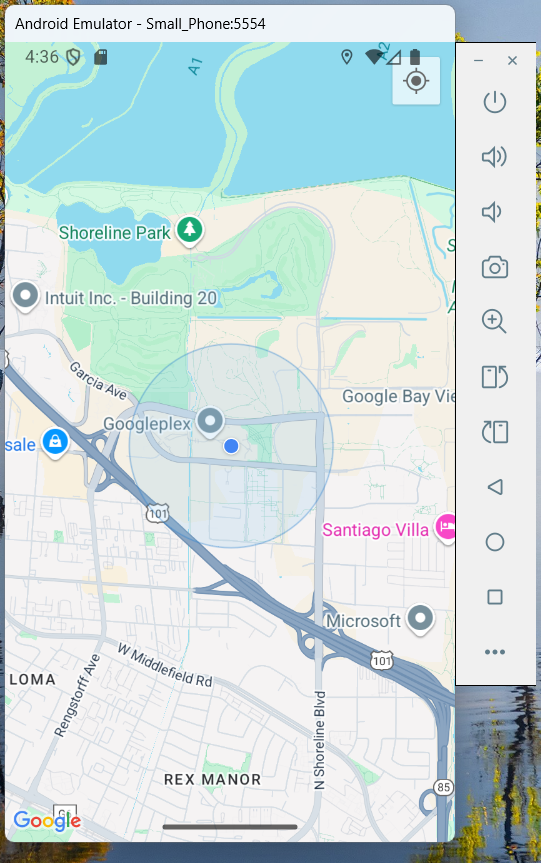 Android Emulator - Small_Phone:5554
4:36
A1
A2
Shoreline Park
S
Intuit Inc. - Building 20
A
Garcia Ave
Google Bay Vie
Googleplex
sale
101
Santiago Villa
Microsoft
101
W Middlefield Rd
LOMA
Rengstorff Ave
N Shoreline Blvd
REX MANOR
85
Google